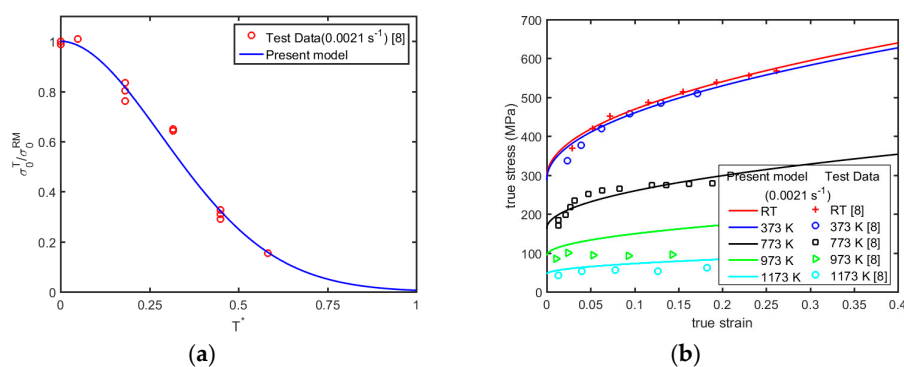 Test Data(0.0021 s⁻¹) [8]
Present model
1
0.8
0.6
0.4
0.2
0
0 0.25 0.5 0.75 1
σ₀ᵀ/σ₀ᴿᴹ
T*
(a)
700
600
500
400
300
200
100
0
0 0.05 0.1 0.15 0.2 0.25 0.3 0.35 0.4
true stress (MPa)
true strain
Present model Test Data
(0.0021 s⁻¹)
RT RT [8]
373 K 373 K [8]
773 K 773 K [8]
973 K 973 K [8]
1173 K 1173 K [8]
(b)